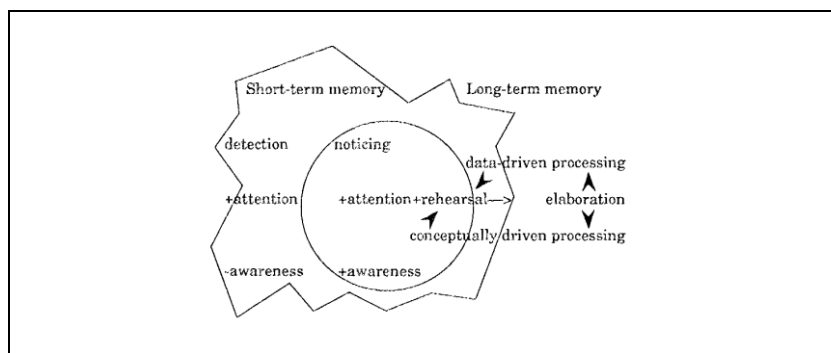 Short-term memory Long-term memory
detection noticing
data-driven processing
+attention +attention +rehearsal elaboration
conceptually driven processing
-awareness +awareness